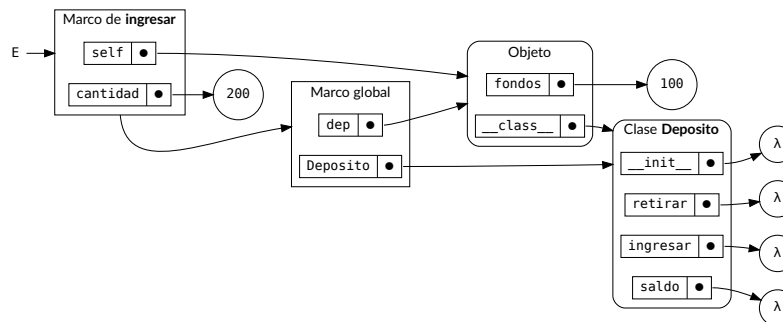 Marco de ingresar
E
self
cantidad
200
Marco global
dep
Deposito
Objeto
fondos
__class__
100
Clase Deposito
__init__
retirar
ingresar
saldo
λ
λ
λ
λ